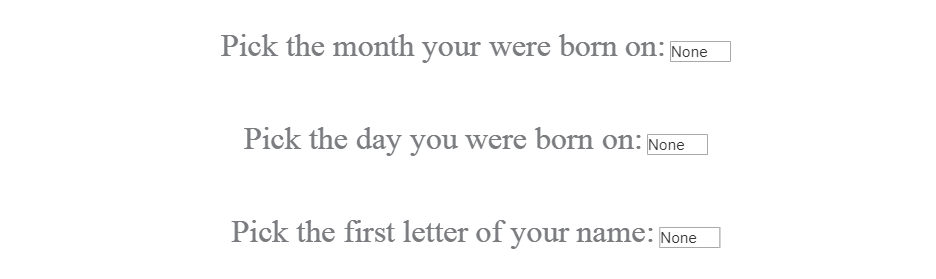 Pick the month your were born on: None
Pick the day you were born on: None
Pick the first letter of your name: None